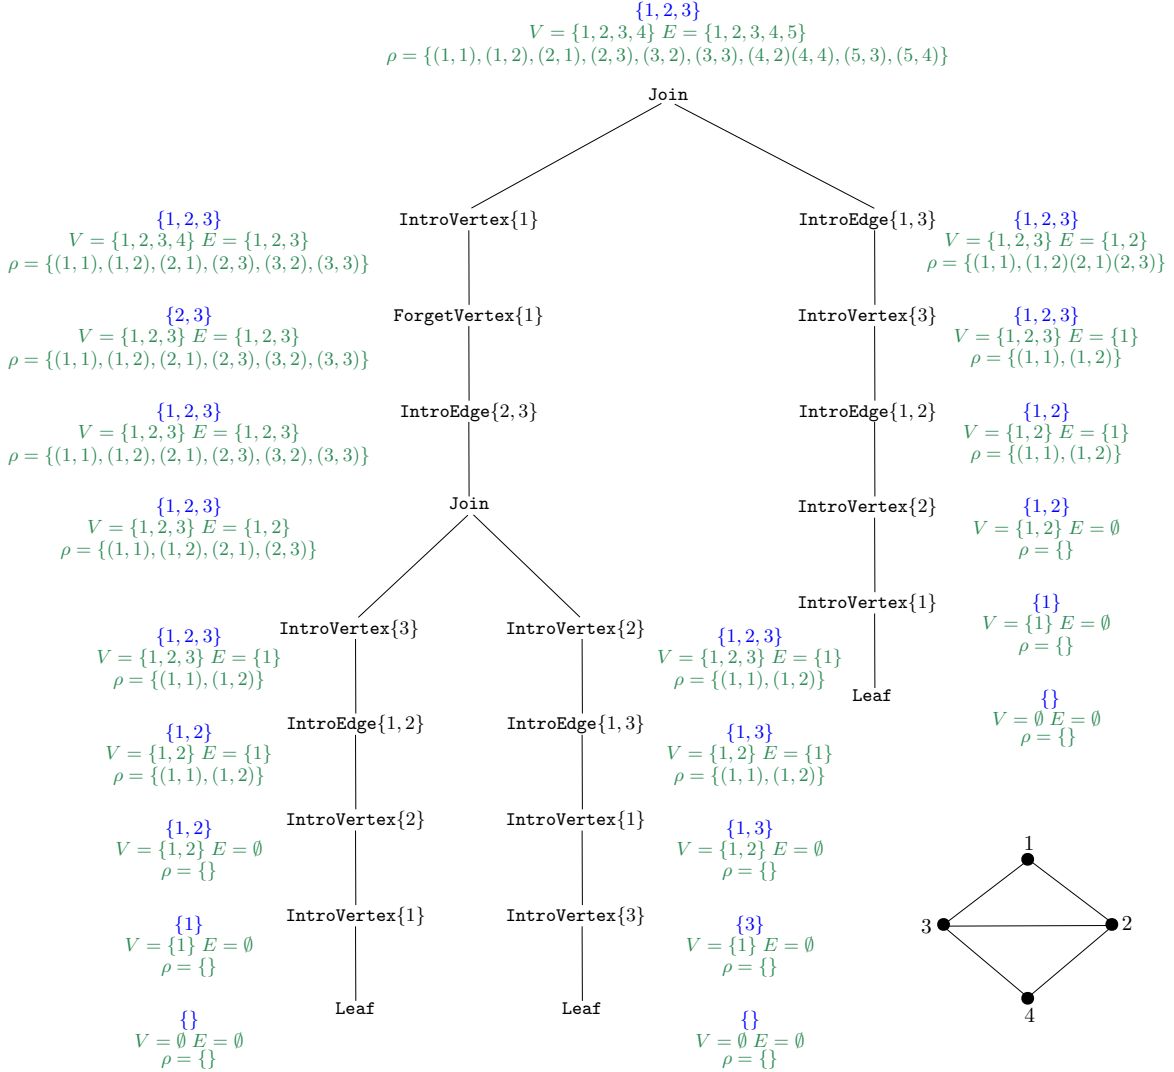 {1, 2, 3}
V = {1, 2, 3, 4} E = {1, 2, 3, 4, 5}
ρ = {(1, 1), (1, 2), (2, 1), (2, 3), (3, 2), (3, 3), (4, 2)(4, 4), (5, 3), (5, 4)}
Join
{1, 2, 3}
V = {1, 2, 3, 4} E = {1, 2, 3}
ρ = {(1, 1), (1, 2), (2, 1), (2, 3), (3, 2), (3, 3)}
IntroVertex{1}
IntroEdge{1, 3}
{1, 2, 3}
V = {1, 2, 3} E = {1, 2}
ρ = {(1, 1), (1, 2)(2, 1)(2, 3)}
{2, 3}
V = {1, 2, 3} E = {1, 2, 3}
ρ = {(1, 1), (1, 2), (2, 1), (2, 3), (3, 2), (3, 3)}
ForgetVertex{1}
IntroVertex{3}
{1, 2, 3}
V = {1, 2, 3} E = {1}
ρ = {(1, 1), (1, 2)}
{1, 2, 3}
V = {1, 2, 3} E = {1, 2, 3}
ρ = {(1, 1), (1, 2), (2, 1), (2, 3), (3, 2), (3, 3)}
IntroEdge{2, 3}
IntroEdge{1, 2}
{1, 2}
V = {1, 2} E = {1}
ρ = {(1, 1), (1, 2)}
{1, 2, 3}
V = {1, 2, 3} E = {1, 2}
ρ = {(1, 1), (1, 2), (2, 1), (2, 3)}
Join
IntroVertex{2}
{1, 2}
V = {1, 2} E = ∅
ρ = {}
IntroVertex{1}
{1}
V = {1} E = ∅
ρ = {}
{1, 2, 3}
V = {1, 2, 3} E = {1}
ρ = {(1, 1), (1, 2)}
IntroVertex{3}
IntroVertex{2}
{1, 2, 3}
V = {1, 2, 3} E = {1}
ρ = {(1, 1), (1, 2)}
Leaf
{}
V = ∅ E = ∅
ρ = {}
{1, 2}
V = {1, 2} E = {1}
ρ = {(1, 1), (1, 2)}
IntroEdge{1, 2}
IntroEdge{1, 3}
{1, 3}
V = {1, 2} E = {1}
ρ = {(1, 1), (1, 2)}
{1, 2}
V = {1, 2} E = ∅
ρ = {}
IntroVertex{2}
IntroVertex{1}
{1, 3}
V = {1, 2} E = ∅
ρ = {}
{1}
V = {1} E = ∅
ρ = {}
IntroVertex{1}
IntroVertex{3}
{3}
V = {1} E = ∅
ρ = {}
{}
V = ∅ E = ∅
ρ = {}
Leaf
Leaf
{}
V = ∅ E = ∅
ρ = {}
1
3
2
4